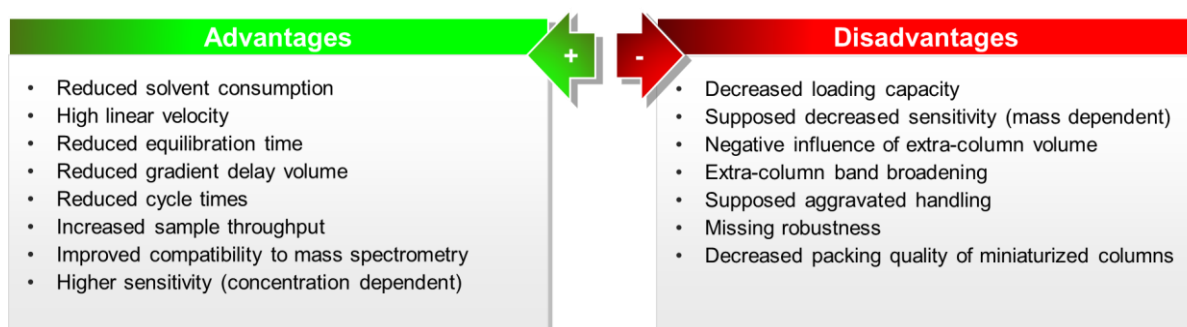 Advantages
+
-
Disadvantages
• Reduced solvent consumption
• High linear velocity
• Reduced equilibration time
• Reduced gradient delay volume
• Reduced cycle times
• Increased sample throughput
• Improved compatibility to mass spectrometry
• Higher sensitivity (concentration dependent)
• Decreased loading capacity
• Supposed decreased sensitivity (mass dependent)
• Negative influence of extra-column volume
• Extra-column band broadening
• Supposed aggravated handling
• Missing robustness
• Decreased packing quality of miniaturized columns